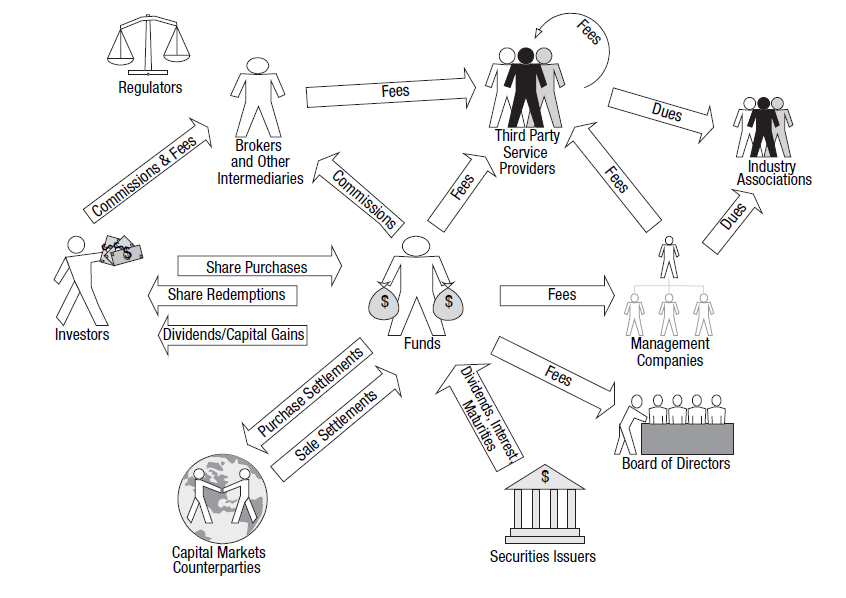 Fees
Regulators
Fees
Dues
Brokers
and Other
Intermediaries
Third Party
Service
Providers
Industry
Associations
Commissions & Fees
Commissions
Fees
Fees
Dues
$ $ $
Share Purchases
Share Redemptions
Dividends/Capital Gains
Investors
$ $
Funds
Fees
Management
Companies
Purchase Settlements
Sale Settlements
Dividends, Interest,
Maturities
Fees
Board of Directors
$
Capital Markets
Counterparties
Securities Issuers